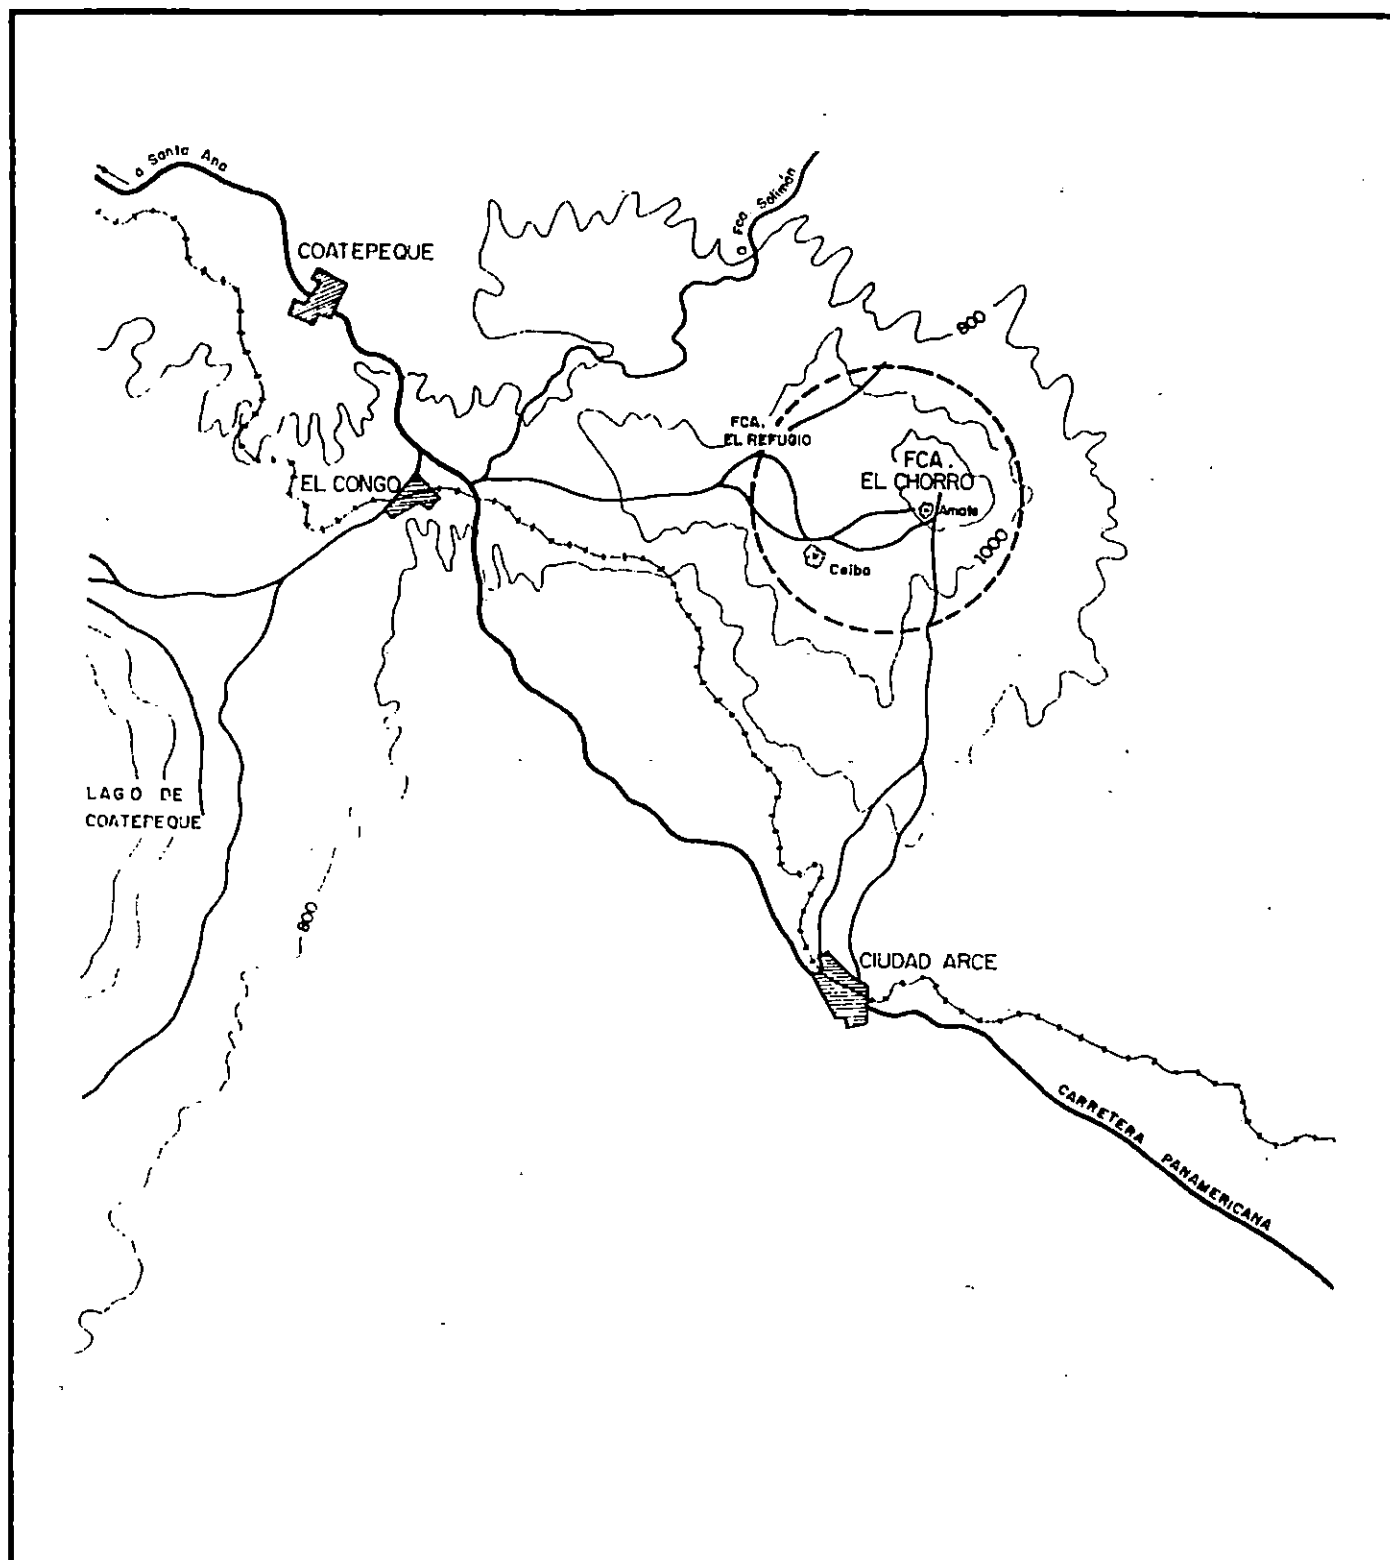 a Santa Ana
a Fca. Solimán
COATEPEQUE
800
FCA.
EL REFUGIO
FCA.
EL CHORRO
EL CONGO
Amate
1000
Ceiba
LAGO DE
COATEPEQUE
800
CIUDAD ARCE
CARRETERA PANAMERICANA